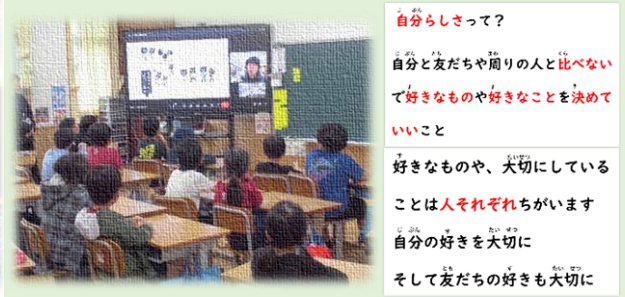 自分らしさって？
自分と友だちや周りの人と比べない
で好きなものや好きなことを決めて
いいこと
好きなものや、大切にしている
ことは人それぞれちがいます
自分の好きを大切に
そして友だちの好きも大切に